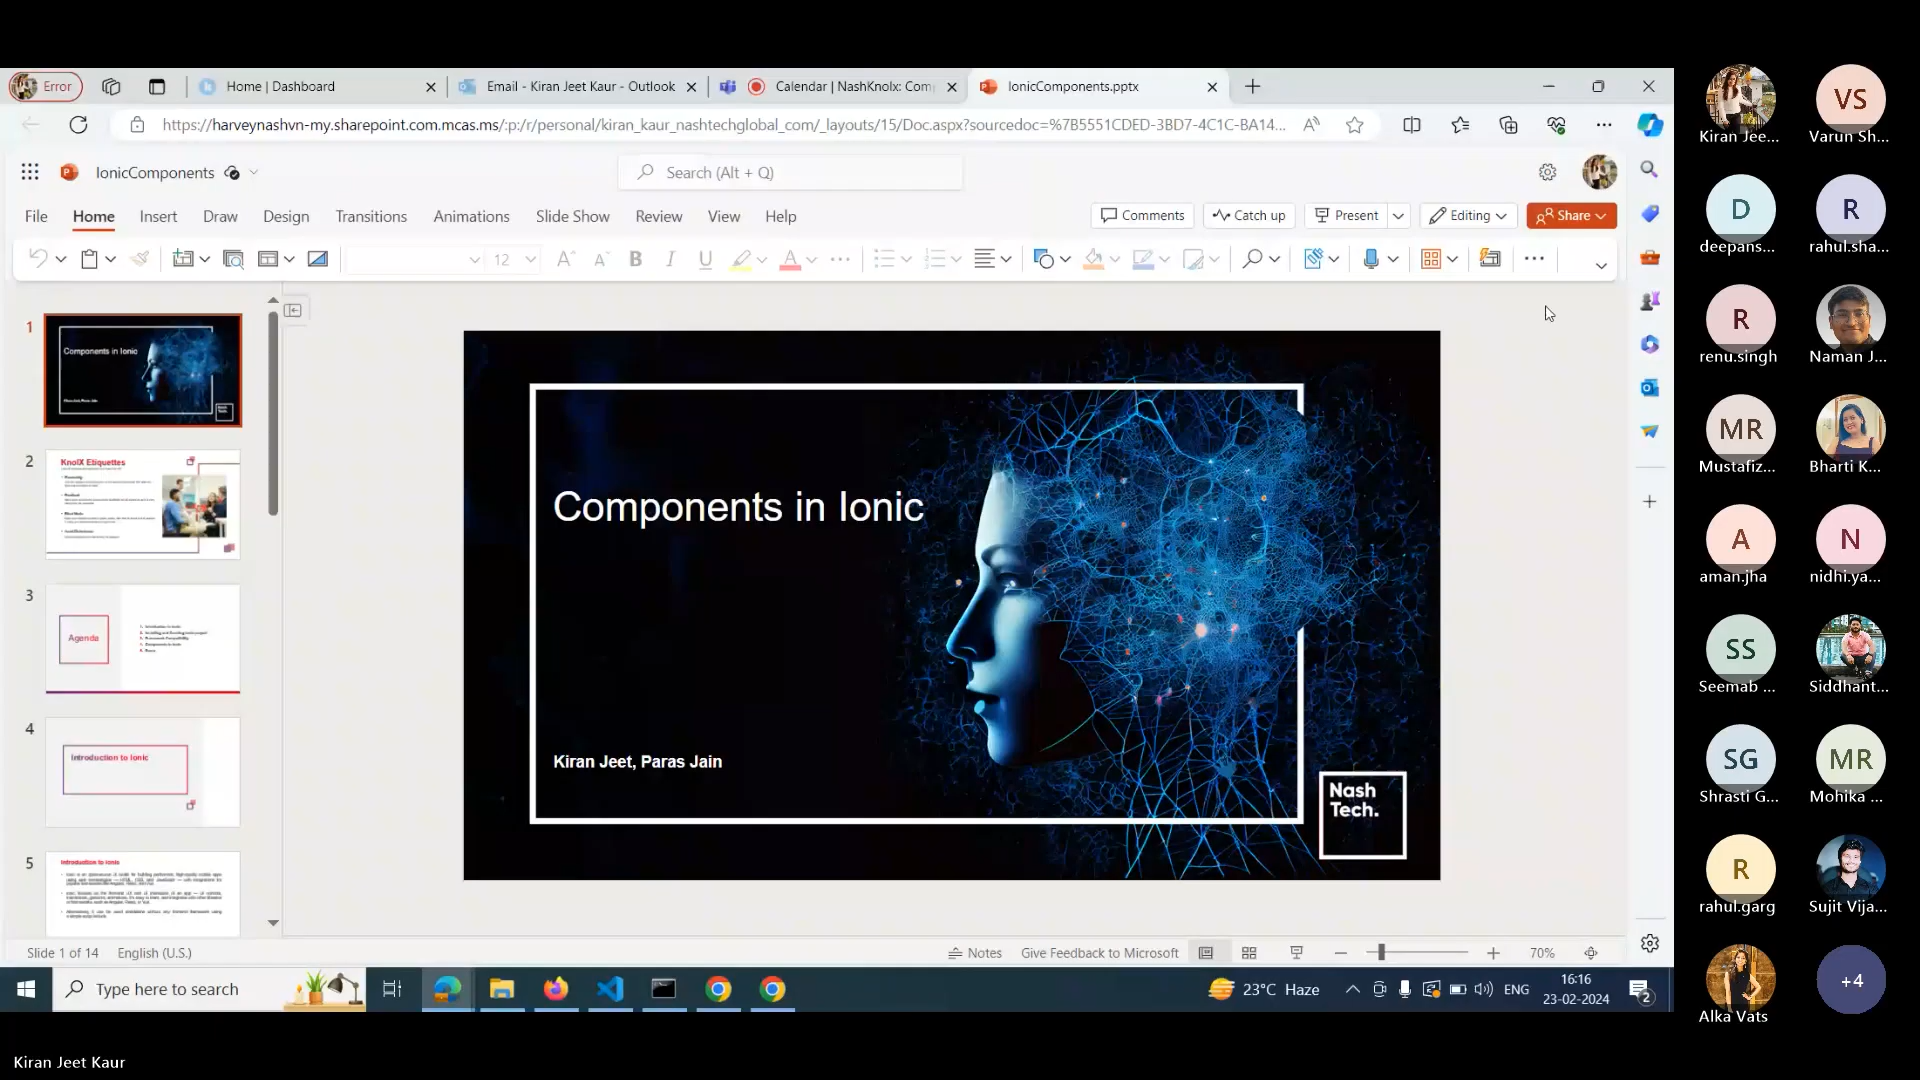 Error
Home | Dashboard
Email - Kiran Jeet Kaur - Outlook
Calendar | NashKnolx: Com
IonicComponents.pptx
https://harveynashvn-my.sharepoint.com.mcas.ms/:p:/r/personal/kiran_kaur_nashtechglobal_com/_layouts/15/Doc.aspx?sourcedoc=%7B5551CDED-3BD7-4C1C-BA14...
IonicComponents
Search (Alt + Q)
File
Home
Insert
Draw
Design
Transitions
Animations
Slide Show
Review
View
Help
Comments
Catch up
Present
Editing
Share
12
1
Components in Ionic
2
KnolX Etiquettes
3
Agenda
4
Introduction to Ionic
5
Introduction to Ionic
Components in Ionic
Kiran Jeet, Paras Jain
Nash
Tech.
Slide 1 of 14
English (U.S.)
Notes
Give Feedback to Microsoft
70%
Type here to search
23°C Haze
ENG
16:16
23-02-2024
2
Kiran Jee...
VS
Varun Sh...
D
deepans...
R
rahul.sha...
R
renu.singh
Naman J...
MR
Mustafiz...
Bharti K...
A
aman.jha
N
nidhi.ya...
SS
Seemab ...
Siddhant...
SG
Shrasti G...
MR
Mohika ...
R
rahul.garg
Sujit Vija...
Alka Vats
+4
Kiran Jeet Kaur